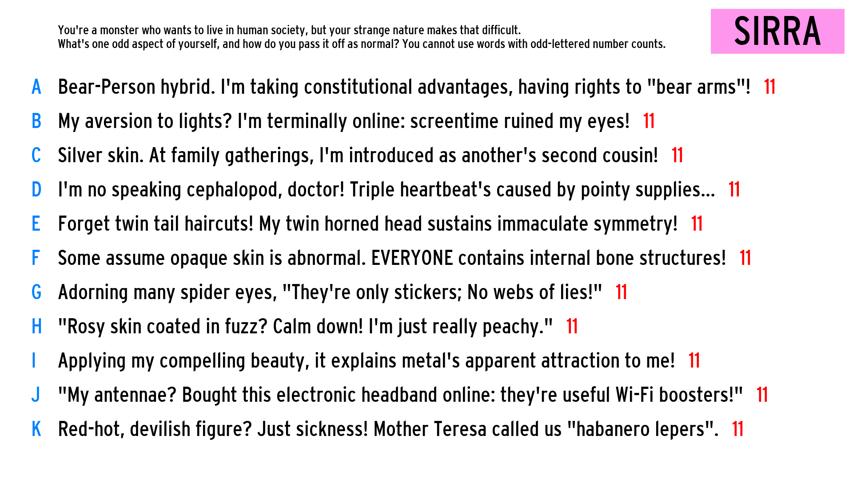 You're a monster who wants to live in human society, but your strange nature makes that difficult.
What's one odd aspect of yourself, and how do you pass it off as normal? You cannot use words with odd-lettered number counts.
SIRRA
A Bear-Person hybrid. I'm taking constitutional advantages, having rights to "bear arms"! 11
B My aversion to lights? I'm terminally online: screentime ruined my eyes! 11
C Silver skin. At family gatherings, I'm introduced as another's second cousin! 11
D I'm no speaking cephalopod, doctor! Triple heartbeat's caused by pointy supplies... 11
E Forget twin tail haircuts! My twin horned head sustains immaculate symmetry! 11
F Some assume opaque skin is abnormal. EVERYONE contains internal bone structures! 11
G Adorning many spider eyes, "They're only stickers; No webs of lies!" 11
H "Rosy skin coated in fuzz? Calm down! I'm just really peachy." 11
I Applying my compelling beauty, it explains metal's apparent attraction to me! 11
J "My antennae? Bought this electronic headband online: they're useful Wi-Fi boosters!" 11
K Red-hot, devilish figure? Just sickness! Mother Teresa called us "habanero lepers". 11